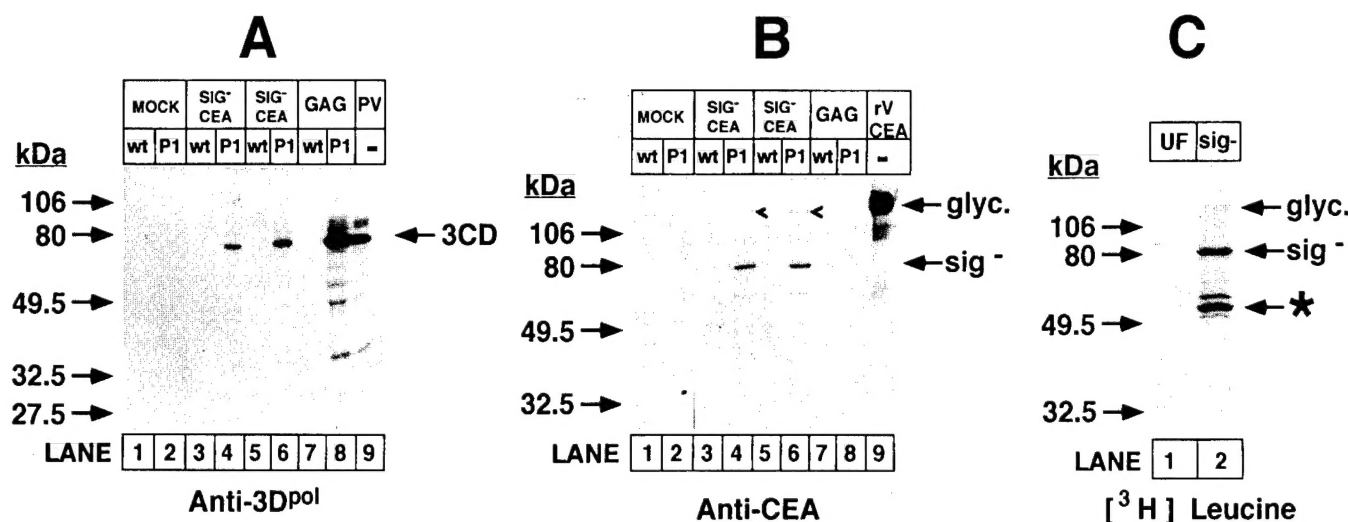 A
MOCK SIG- CEA SIG- CEA GAG PV
wt P1 wt P1 wt P1 wt P1 -
kDa
106
80
49.5
32.5
27.5
3CD
LANE 1 2 3 4 5 6 7 8 9
Anti-3Dpol
B
MOCK SIG- CEA SIG- CEA GAG rV CEA
wt P1 wt P1 wt P1 wt P1 -
kDa
106
80
49.5
32.5
< <
glyc.
sig -
LANE 1 2 3 4 5 6 7 8 9
Anti-CEA
C
UF sig-
kDa
106
80
49.5
32.5
glyc.
sig -
*
LANE 1 2
[3H] Leucine